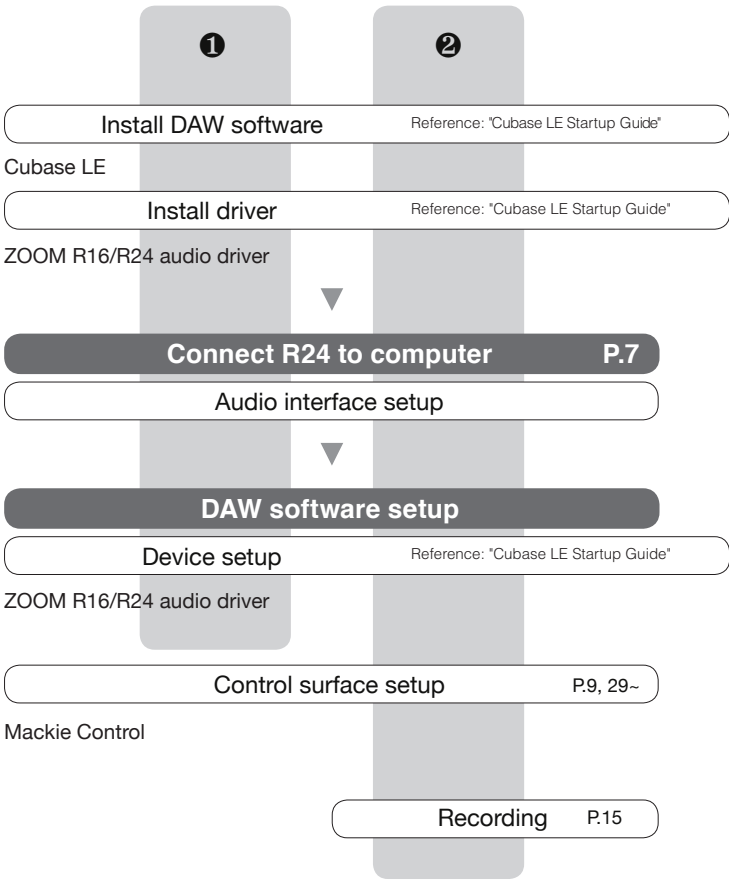 ❶ ❷
Install DAW software Reference: "Cubase LE Startup Guide"
Cubase LE
Install driver Reference: "Cubase LE Startup Guide"
ZOOM R16/R24 audio driver
Connect R24 to computer P.7
Audio interface setup
DAW software setup
Device setup Reference: "Cubase LE Startup Guide"
ZOOM R16/R24 audio driver
Control surface setup P.9, 29~
Mackie Control
Recording P.15